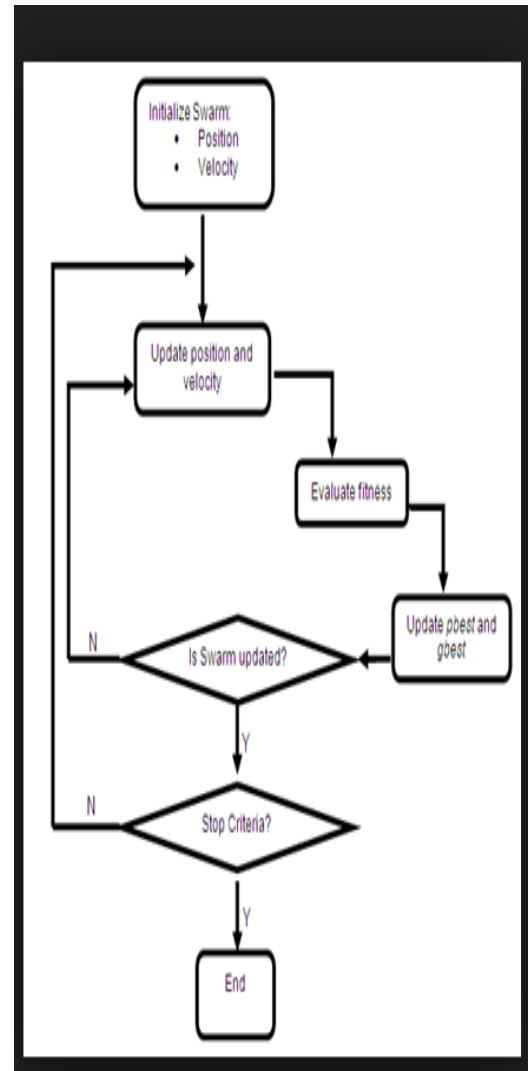 Initialize Swarm:
• Position
• Velocity
Update position and
velocity
Evaluate fitness
Update pbest and
gbest
Is Swarm updated?
N
Y
Stop Criteria?
N
Y
End